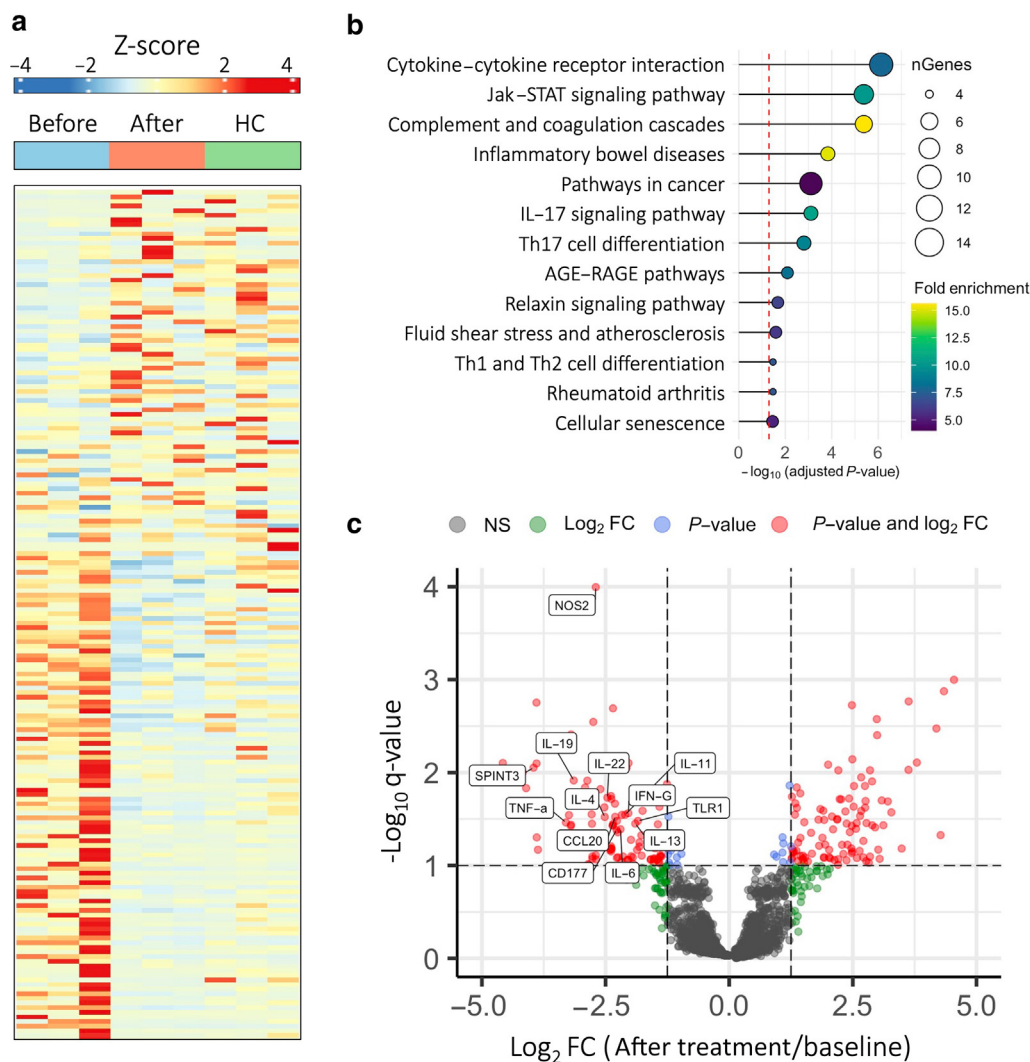 a
Z-score
−4 −2 2 4
Before After HC
b
Cytokine−cytokine receptor interaction
Jak−STAT signaling pathway
Complement and coagulation cascades
Inflammatory bowel diseases
Pathways in cancer
IL−17 signaling pathway
Th17 cell differentiation
AGE−RAGE pathways
Relaxin signaling pathway
Fluid shear stress and atherosclerosis
Th1 and Th2 cell differentiation
Rheumatoid arthritis
Cellular senescence
0 2 4 6
−log10 (adjusted P-value)
nGenes
4
6
8
10
12
14
Fold enrichment
15.0
12.5
10.0
7.5
5.0
c
NS Log2 FC P−value P−value and log2 FC
-Log10 q-value
4
3
2
1
0
NOS2
IL−19
IL−22
IL−11
SPINT3
TNF−a
IL−4
IFN−G
TLR1
CCL20
IL−13
CD177
IL−6
−5.0 −2.5 0.0 2.5 5.0
Log2 FC (After treatment/baseline)